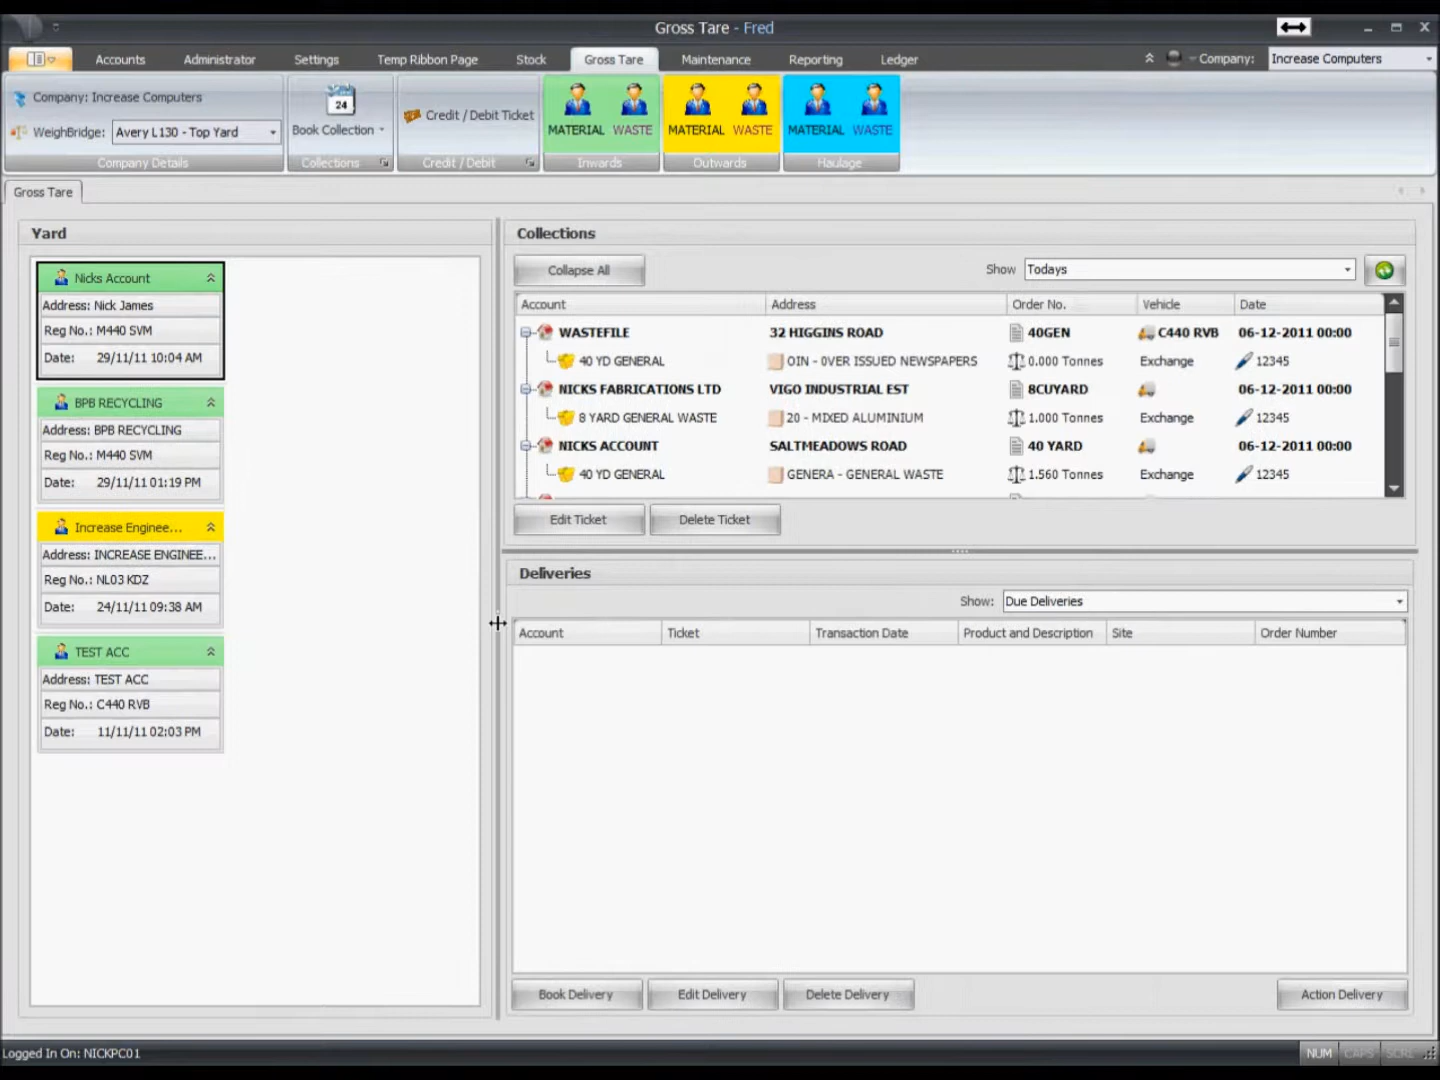 Gross Tare - Fred
Accounts Administrator Settings Temp Ribbon Page Stock Gross Tare Maintenance Reporting Ledger Company: Increase Computers
Company: Increase Computers
WeighBridge: Avery L130 - Top Yard
Company Details
24
Book Collection
Collections
Credit / Debit Ticket
Credit / Debit
MATERIAL WASTE
Inwards
MATERIAL WASTE
Outwards
MATERIAL WASTE
Haulage
Gross Tare
Yard
Nicks Account
Address: Nick James
Reg No.: M440 SVM
Date: 29/11/11 10:04 AM
BPB RECYCLING
Address: BPB RECYCLING
Reg No.: M440 SVM
Date: 29/11/11 01:19 PM
Increase Enginee...
Address: INCREASE ENGINEE...
Reg No.: NL03 KDZ
Date: 24/11/11 09:38 AM
TEST ACC
Address: TEST ACC
Reg No.: C440 RVB
Date: 11/11/11 02:03 PM
Collections
Collapse All Show Todays
Account Address Order No. Vehicle Date
WASTEFILE 32 HIGGINS ROAD 40GEN C440 RVB 06-12-2011 00:00
40 YD GENERAL OIN - 0VER ISSUED NEWSPAPERS 0.000 Tonnes Exchange 12345
NICKS FABRICATIONS LTD VIGO INDUSTRIAL EST 8CUYARD 06-12-2011 00:00
8 YARD GENERAL WASTE 20 - MIXED ALUMINIUM 1.000 Tonnes Exchange 12345
NICKS ACCOUNT SALTMEADOWS ROAD 40 YARD 06-12-2011 00:00
40 YD GENERAL GENERA - GENERAL WASTE 1.560 Tonnes Exchange 12345
Edit Ticket Delete Ticket
Deliveries
Show: Due Deliveries
Account Ticket Transaction Date Product and Description Site Order Number
Book Delivery Edit Delivery Delete Delivery Action Delivery
Logged In On: NICKPC01 NUM CAPS SCRL